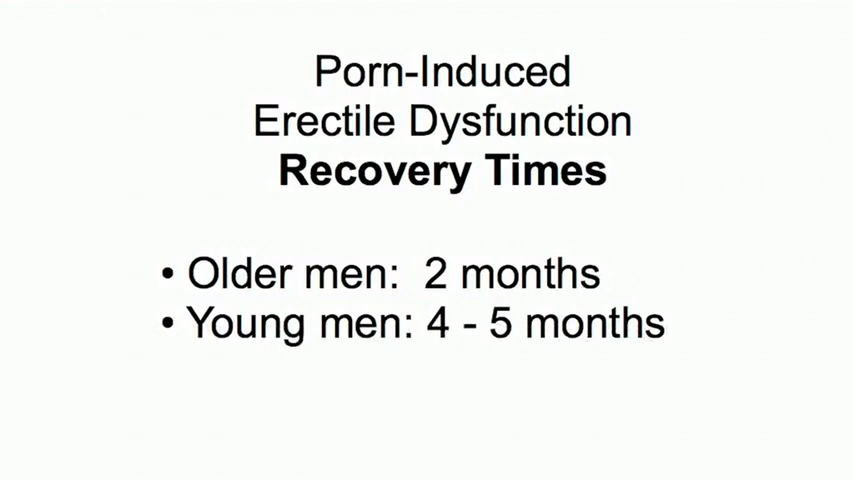 Porn-Induced
Erectile Dysfunction
Recovery Times
• Older men:  2 months
• Young men: 4 - 5 months